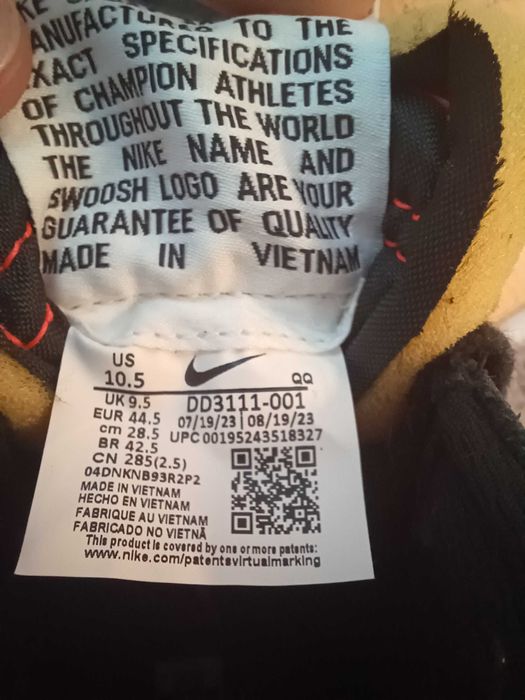 TO THE
EXACT SPECIFICATIONS
OF CHAMPION ATHLETES
THROUGHOUT THE WORLD
THE NIKE NAME AND
SWOOSH LOGO ARE YOUR
GUARANTEE OF QUALITY
MADE IN VIETNAM
US
10.5 QQ
UK 9.5 DD3111-001
EUR 44.5 07/19/23 | 08/19/23
cm 28.5 UPC 00195243518327
BR 42.5
CN 285(2.5)
04DNKNB93R2P2
MADE IN VIETNAM
HECHO EN VIETNAM
FABRIQUE AU VIETNAM
FABRICADO NO VIETNÃ
This product is covered by one or more patents:
www.nike.com/patentsvirtualmarking